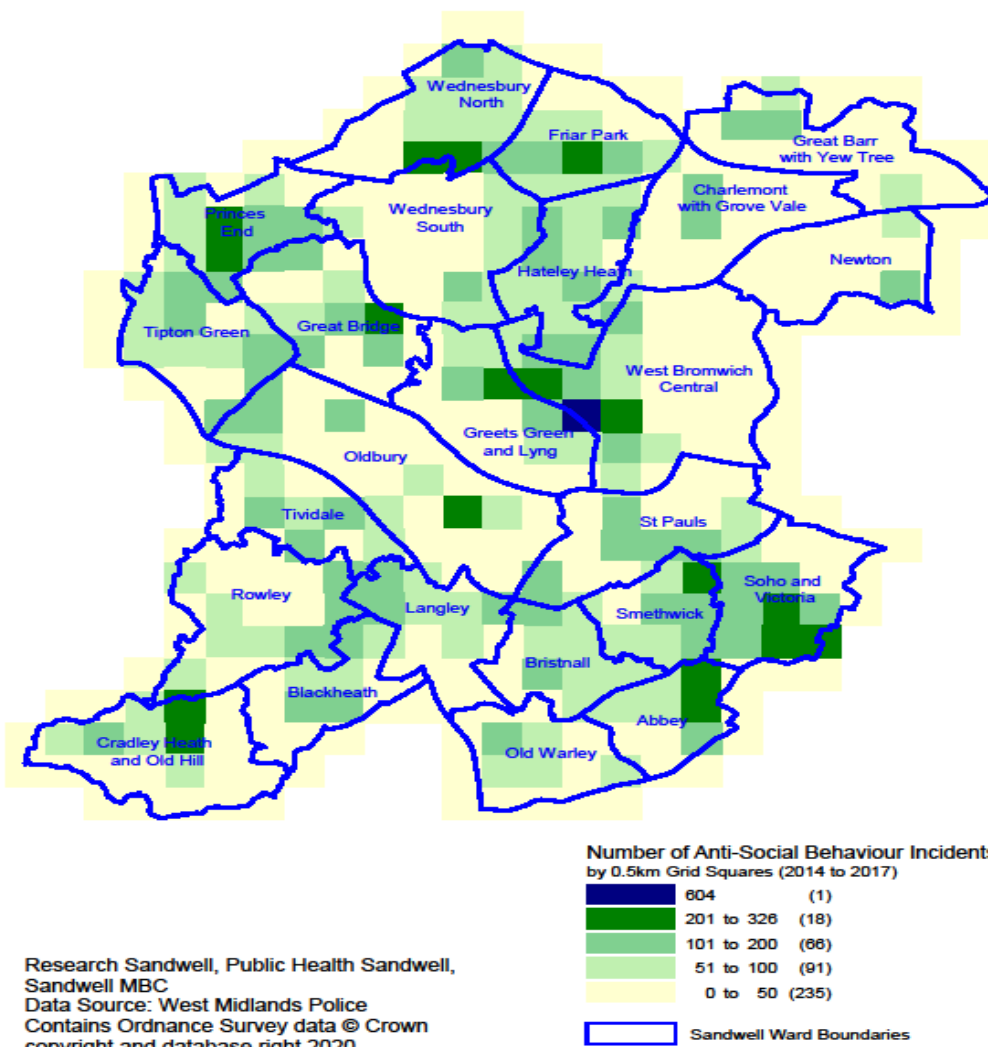 Wednesbury
North
Friar Park
Great Barr
with Yew Tree
Charlemont
with Grove Vale
Wednesbury
South
Princes
End
Newton
Hateley Heath
Tipton Green
Great Bridge
West Bromwich
Central
Greets Green
and Lyng
Oldbury
Tividale
St Pauls
Rowley
Langley
Smethwick
Soho and
Victoria
Bristnall
Blackheath
Abbey
Cradley Heath
and Old Hill
Old Warley
Number of Anti-Social Behaviour Incidents
by 0.5km Grid Squares (2014 to 2017)
604 (1)
201 to 326 (18)
101 to 200 (66)
51 to 100 (91)
0 to 50 (235)
Sandwell Ward Boundaries
Research Sandwell, Public Health Sandwell,
Sandwell MBC
Data Source: West Midlands Police
Contains Ordnance Survey data © Crown
copyright and database right 2020